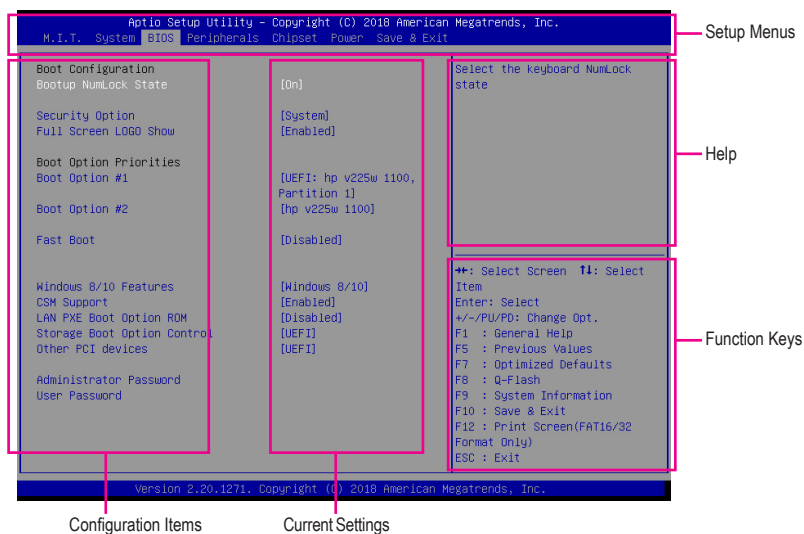 Aptio Setup Utility – Copyright (C) 2018 American Megatrends, Inc.
M.I.T. System BIOS Peripherals Chipset Power Save & Exit
Setup Menus
Boot Configuration
Bootup NumLock State [On]
Security Option [System]
Full Screen LOGO Show [Enabled]
Boot Option Priorities
Boot Option #1 [UEFI: hp v225w 1100,
Partition 1]
Boot Option #2 [hp v225w 1100]
Fast Boot [Disabled]
Windows 8/10 Features [Windows 8/10]
CSM Support [Enabled]
LAN PXE Boot Option ROM [Disabled]
Storage Boot Option Control [UEFI]
Other PCI devices [UEFI]
Administrator Password
User Password
Select the keyboard NumLock
state
Help
→←: Select Screen ↑↓: Select
Item
Enter: Select
+/-/PU/PD: Change Opt.
F1 : General Help
F5 : Previous Values
F7 : Optimized Defaults
F8 : Q-Flash
F9 : System Information
F10 : Save & Exit
F12 : Print Screen(FAT16/32
Format Only)
ESC : Exit
Function Keys
Version 2.20.1271. Copyright (C) 2018 American Megatrends, Inc.
Configuration Items
Current Settings